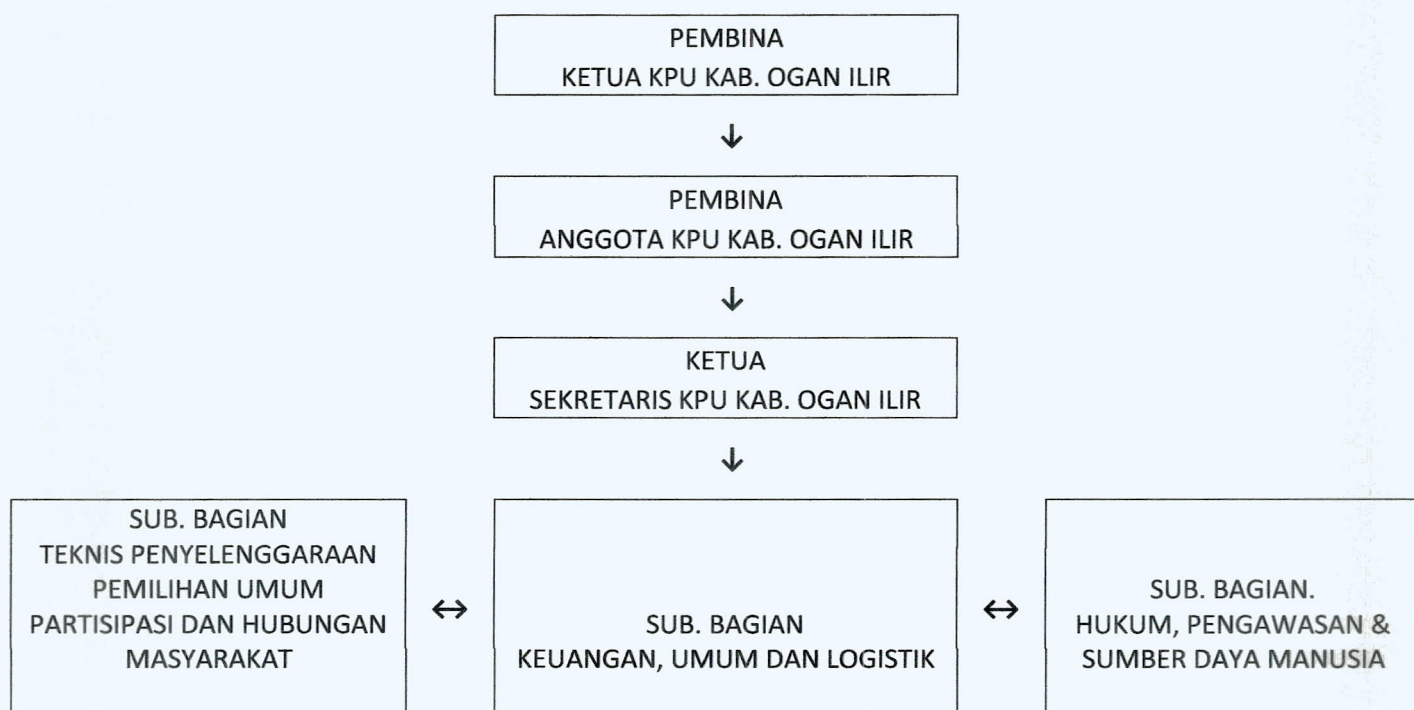 PEMBINA
KETUA KPU KAB. OGAN ILIR
↓
PEMBINA
ANGGOTA KPU KAB. OGAN ILIR
↓
KETUA
SEKRETARIS KPU KAB. OGAN ILIR
↓
SUB. BAGIAN
TEKNIS PENYELENGGARAAN
PEMILIHAN UMUM
PARTISIPASI DAN HUBUNGAN
MASYARAKAT
↔
SUB. BAGIAN
KEUANGAN, UMUM DAN LOGISTIK
↔
SUB. BAGIAN.
HUKUM, PENGAWASAN &
SUMBER DAYA MANUSIA